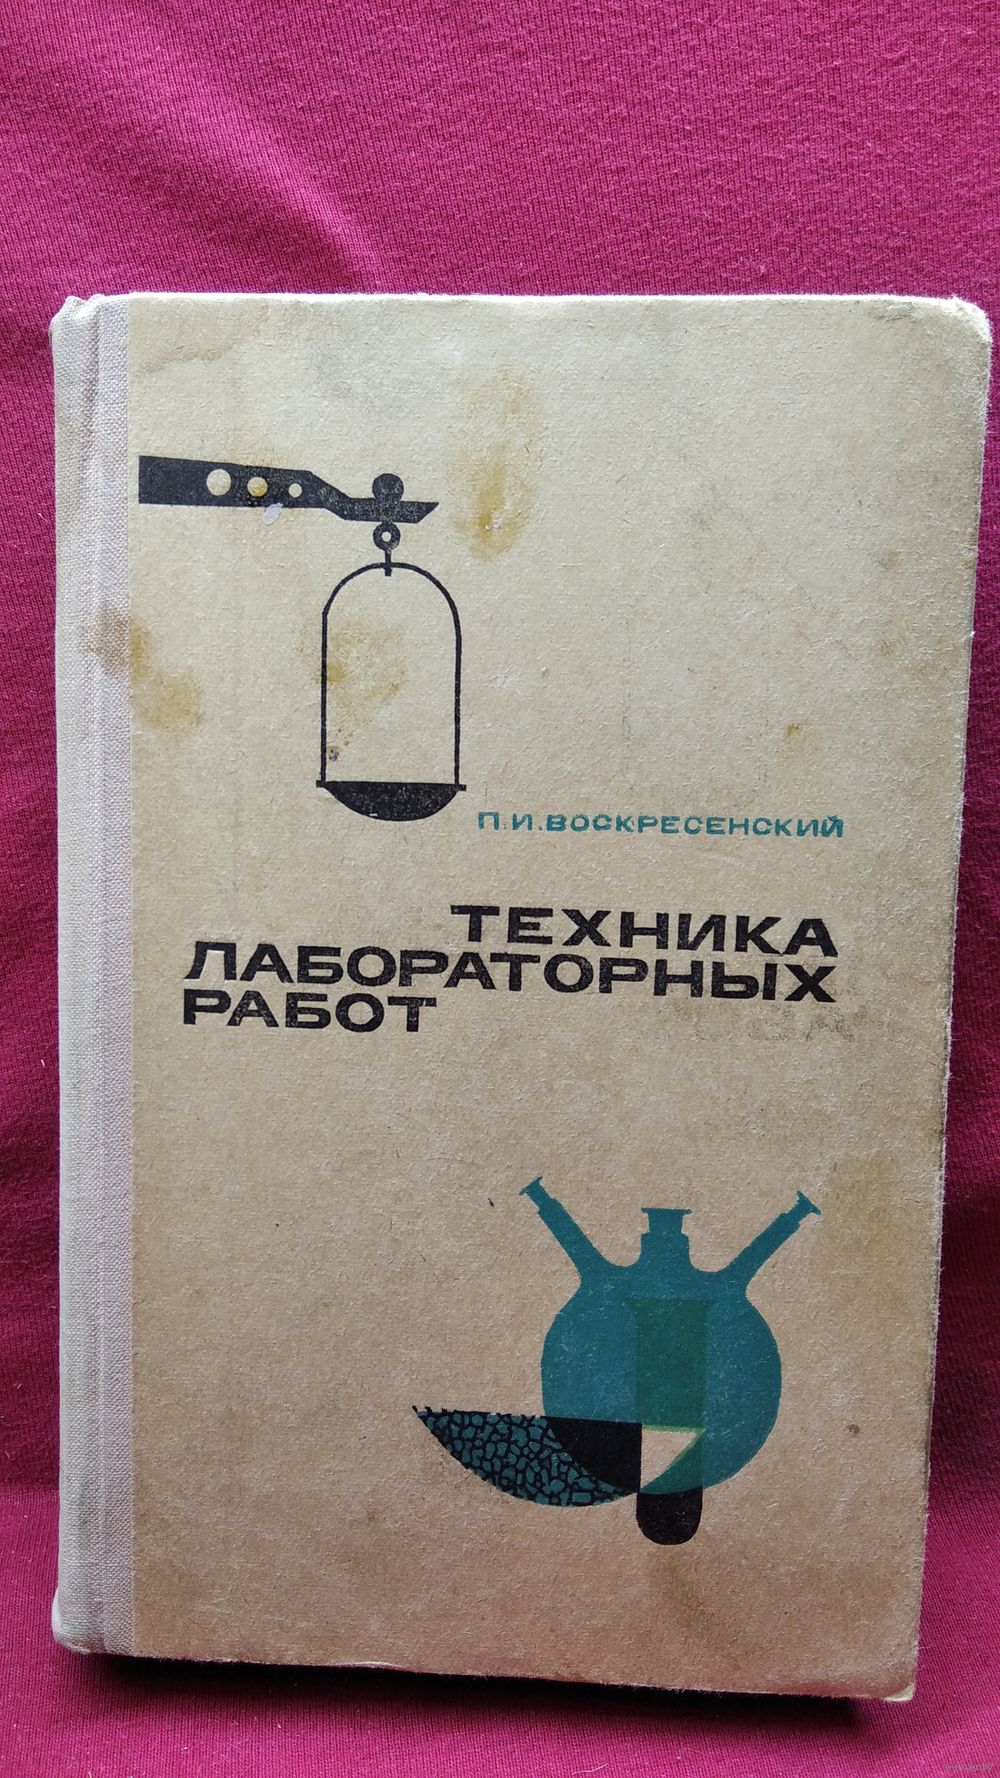 П.И.ВОСКРЕСЕНСКИЙ
ТЕХНИКА
ЛАБОРАТОРНЫХ
РАБОТ